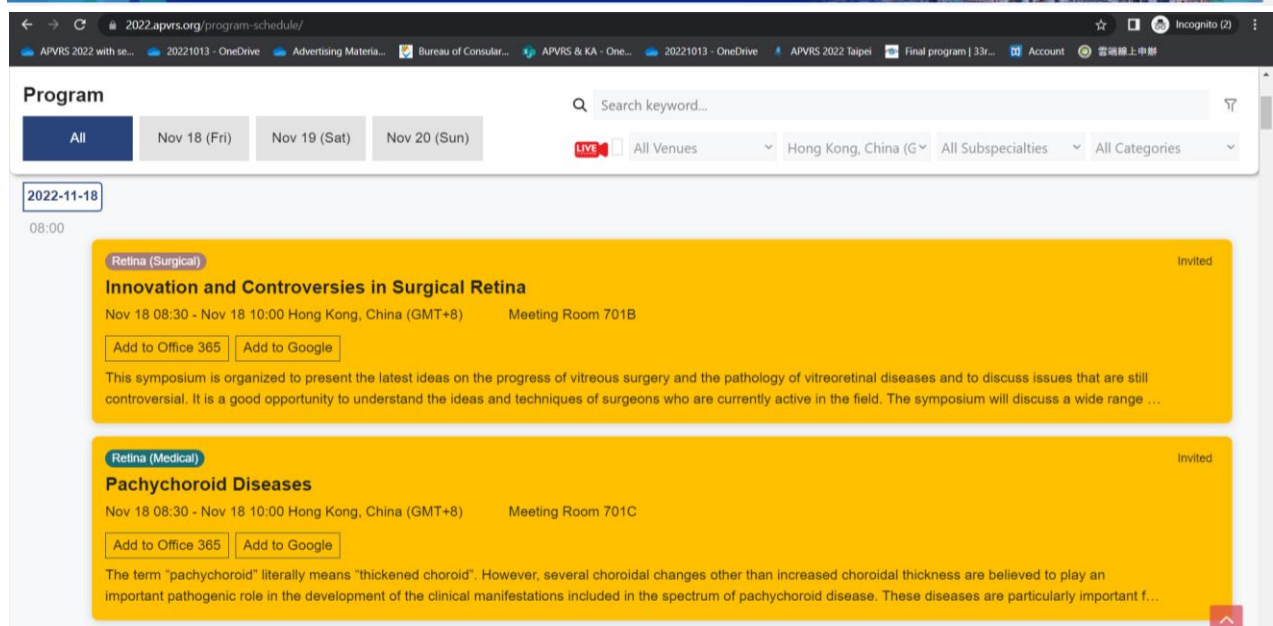 2022.apvrs.org/program-schedule/
Incognito (2)
APVRS 2022 with se...
20221013 - OneDrive
Advertising Materia...
Bureau of Consular...
APVRS & KA - One...
20221013 - OneDrive
APVRS 2022 Taipei
Final program | 33r...
Account
雲端線上申辦
Program
Search keyword...
All
Nov 18 (Fri)
Nov 19 (Sat)
Nov 20 (Sun)
LIVE
All Venues
Hong Kong, China (G
All Subspecialties
All Categories
2022-11-18
08:00
Retina (Surgical)
Invited
Innovation and Controversies in Surgical Retina
Nov 18 08:30 - Nov 18 10:00 Hong Kong, China (GMT+8)
Meeting Room 701B
Add to Office 365
Add to Google
This symposium is organized to present the latest ideas on the progress of vitreous surgery and the pathology of vitreoretinal diseases and to discuss issues that are still
controversial. It is a good opportunity to understand the ideas and techniques of surgeons who are currently active in the field. The symposium will discuss a wide range ...
Retina (Medical)
Invited
Pachychoroid Diseases
Nov 18 08:30 - Nov 18 10:00 Hong Kong, China (GMT+8)
Meeting Room 701C
Add to Office 365
Add to Google
The term "pachychoroid" literally means "thickened choroid". However, several choroidal changes other than increased choroidal thickness are believed to play an
important pathogenic role in the development of the clinical manifestations included in the spectrum of pachychoroid disease. These diseases are particularly important f...